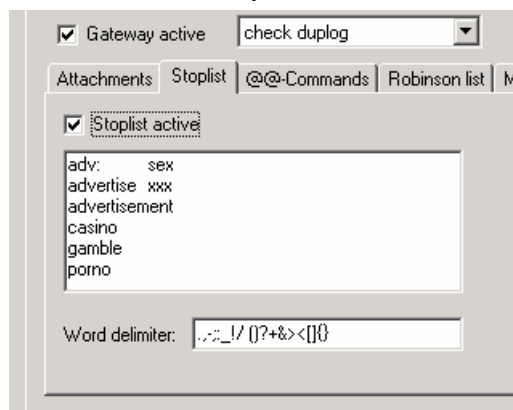 Gateway active check duplog
Attachments Stoplist @@-Commands Robinson list M
Stoplist active
adv: sex
advertise xxx
advertisement
casino
gamble
porno
Word delimiter: .,-;:_!/ ()?+&><[]{}